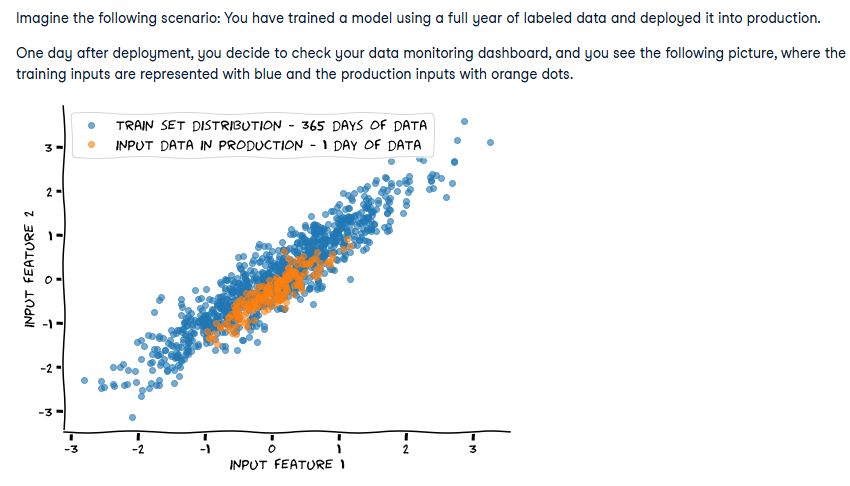 Imagine the following scenario: You have trained a model using a full year of labeled data and deployed it into production.
One day after deployment, you decide to check your data monitoring dashboard, and you see the following picture, where the
training inputs are represented with blue and the production inputs with orange dots.
TRAIN SET DISTRIBUTION - 365 DAYS OF DATA
INPUT DATA IN PRODUCTION - 1 DAY OF DATA
3
2
1
0
-1
-2
-3
INPUT FEATURE 2
-3 -2 -1 0 1 2 3
INPUT FEATURE 1